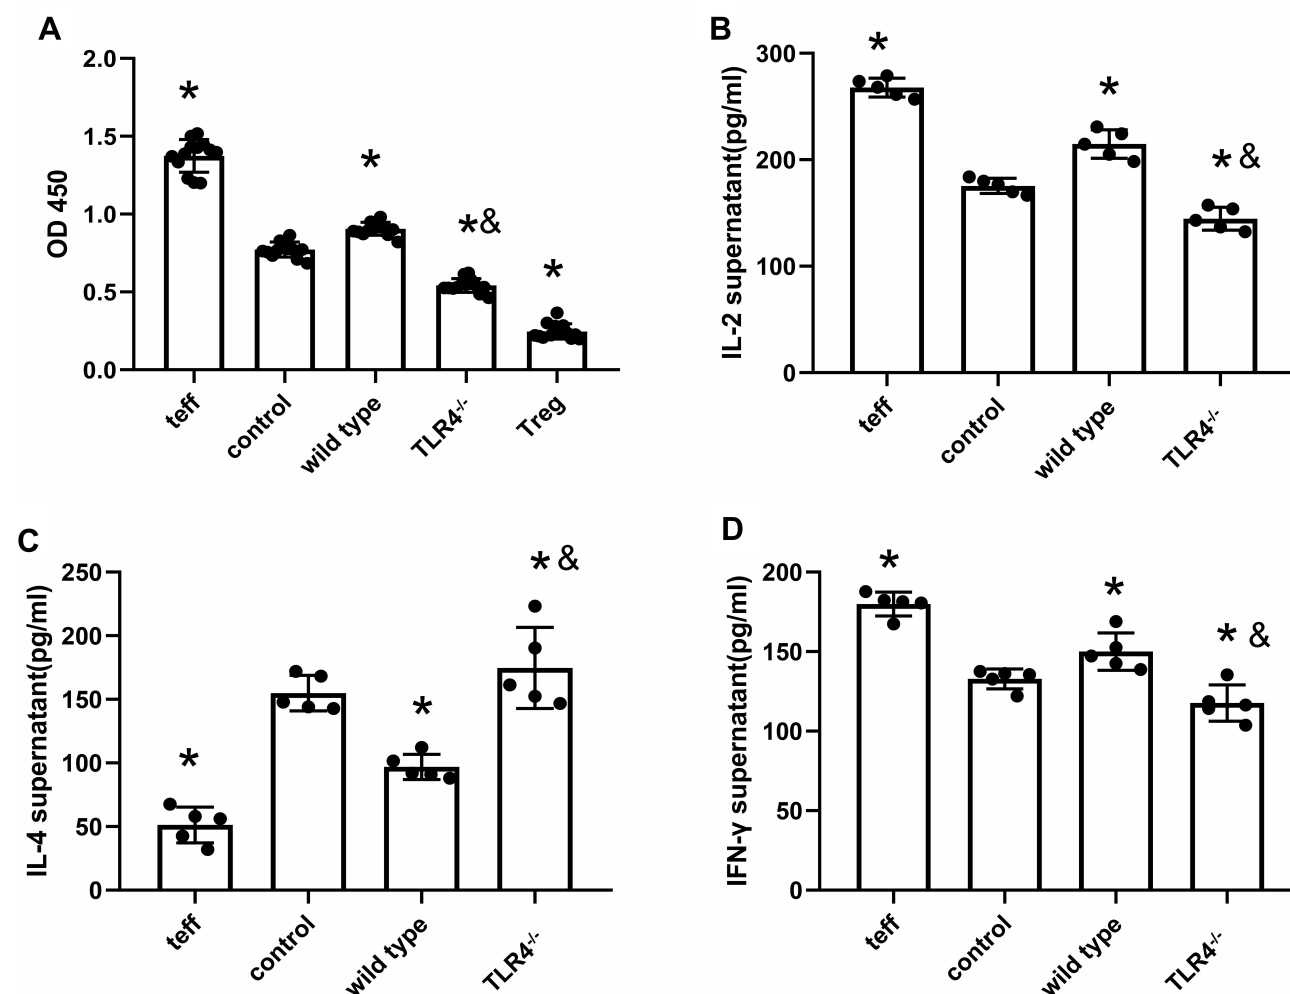 A
OD 450
2.0
1.5
1.0
0.5
0.0
*
*
*&
*
teff
control
wild type
TLR4-/-
Treg
B
IL-2 supernatant(pg/ml)
300
200
100
0
*
*
* &
teff
control
wild type
TLR4-/-
C
IL-4 supernatant(pg/ml)
250
200
150
100
50
0
*
*
* &
teff
control
wild type
TLR4-/-
D
IFN-γ supernatant(pg/ml)
200
150
100
50
0
*
*
* &
teff
control
wild type
TLR4-/-